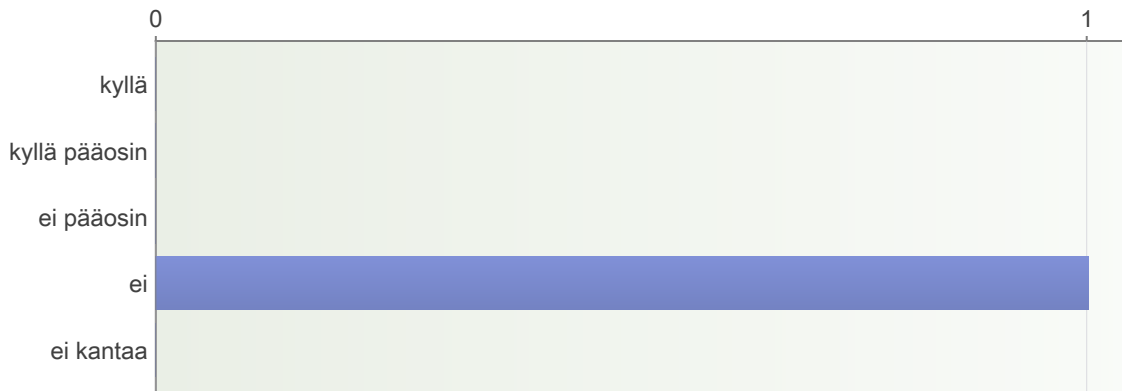 0 1
kyllä
kyllä pääosin
ei pääosin
ei
ei kantaa